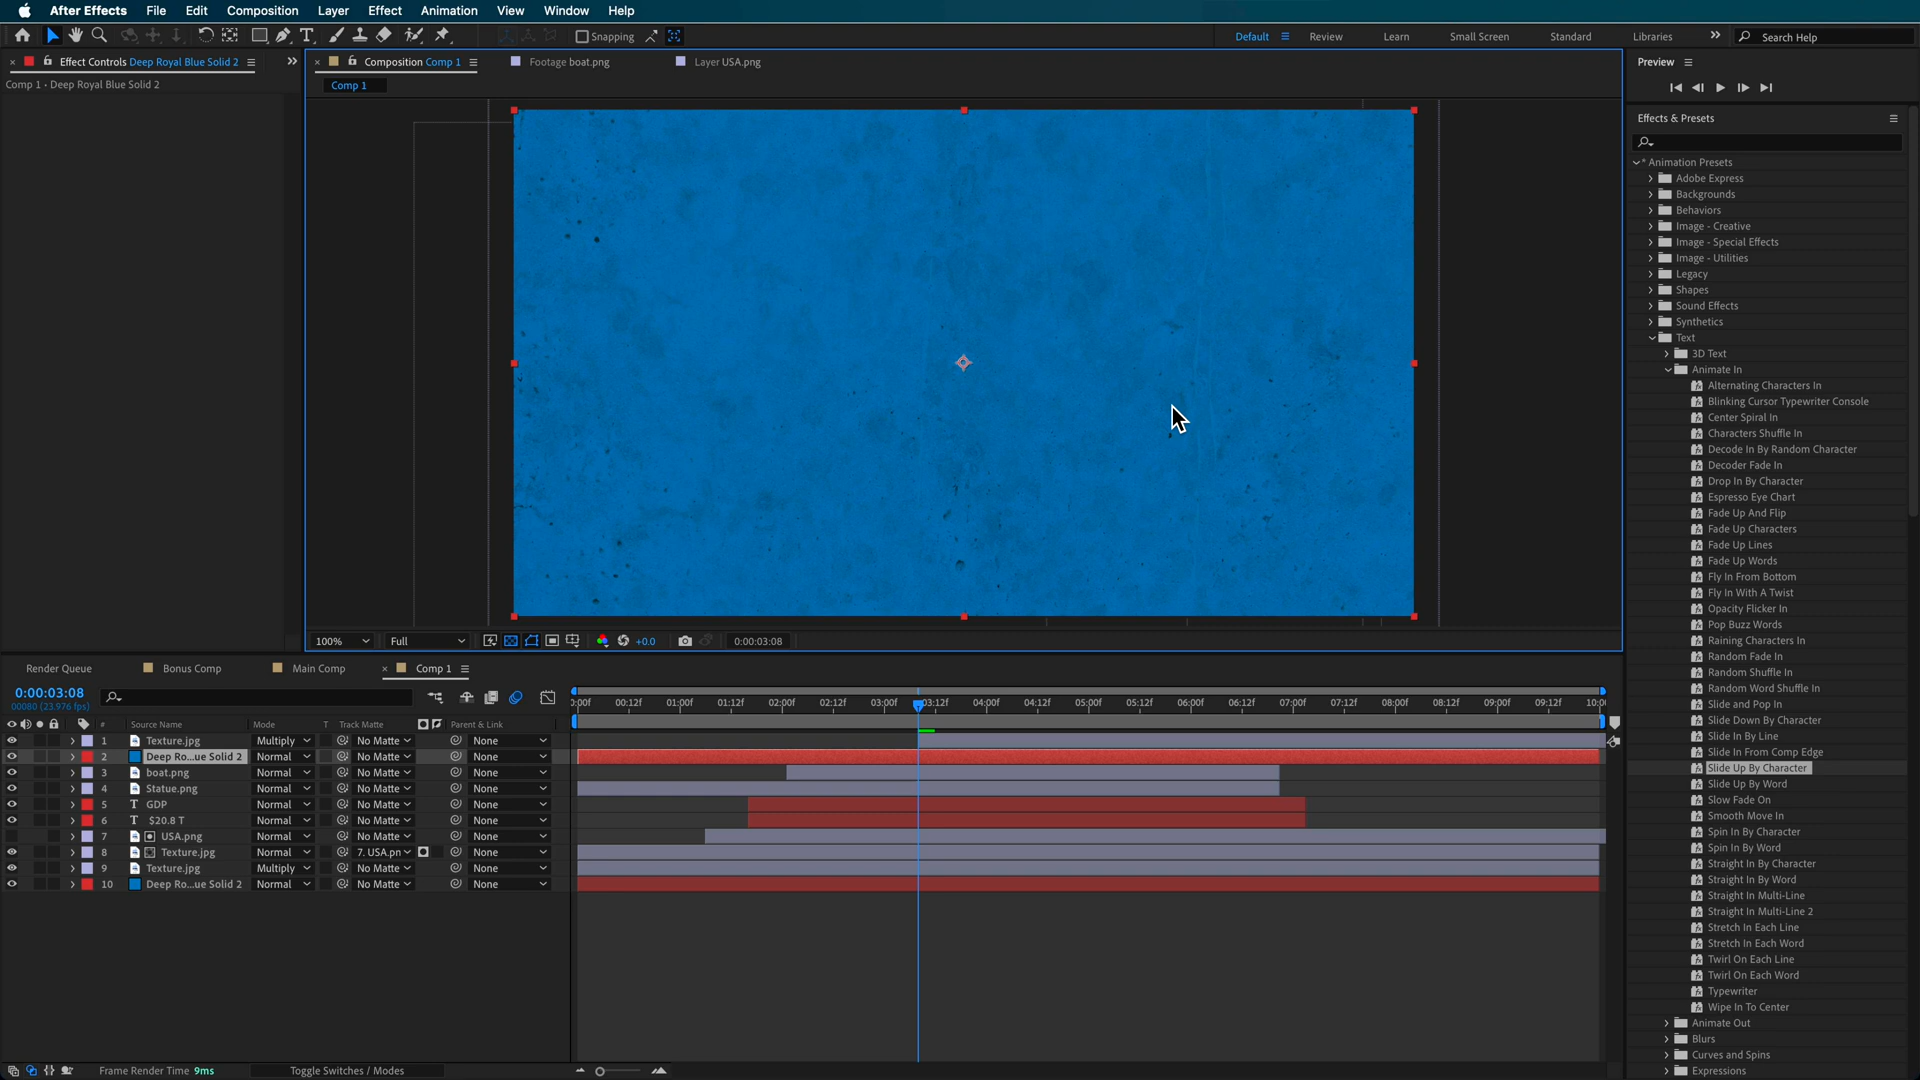 After Effects File Edit Composition Layer Effect Animation View Window Help
Snapping Default Review Learn Small Screen Standard Libraries Search Help
Effect Controls Deep Royal Blue Solid 2
Comp 1 • Deep Royal Blue Solid 2
Composition Comp 1 Footage boat.png Layer USA.png
Comp 1
100% Full +0.0 0:00:03:08
Preview
Effects & Presets
* Animation Presets
Adobe Express
Backgrounds
Behaviors
Image - Creative
Image - Special Effects
Image - Utilities
Legacy
Shapes
Sound Effects
Synthetics
Text
3D Text
Animate In
Alternating Characters In
Blinking Cursor Typewriter Console
Center Spiral In
Characters Shuffle In
Decode In By Random Character
Decoder Fade In
Drop In By Character
Espresso Eye Chart
Fade Up And Flip
Fade Up Characters
Fade Up Lines
Fade Up Words
Fly In From Bottom
Fly In With A Twist
Opacity Flicker In
Pop Buzz Words
Raining Characters In
Random Fade In
Random Shuffle In
Random Word Shuffle In
Slide and Pop In
Slide Down By Character
Slide In By Line
Slide In From Comp Edge
Slide Up By Character
Slide Up By Word
Slow Fade On
Smooth Move In
Spin In By Character
Spin In By Word
Straight In By Character
Straight In By Word
Straight In Multi-Line
Straight In Multi-Line 2
Stretch In Each Line
Stretch In Each Word
Twirl On Each Line
Twirl On Each Word
Typewriter
Wipe In To Center
Animate Out
Blurs
Curves and Spins
Expressions
Render Queue Bonus Comp Main Comp Comp 1
0:00:03:08
00080 (23.976 fps)
0:00f 00:12f 01:00f 01:12f 02:00f 02:12f 03:00f 03:12f 04:00f 04:12f 05:00f 05:12f 06:00f 06:12f 07:00f 07:12f 08:00f 08:12f 09:00f 09:12f 10:0
# Source Name Mode T Track Matte Parent & Link
1 Texture.jpg Multiply No Matte None
2 Deep Ro...ue Solid 2 Normal No Matte None
3 boat.png Normal No Matte None
4 Statue.png Normal No Matte None
5 T GDP Normal No Matte None
6 T $20.8 T Normal No Matte None
7 USA.png Normal No Matte None
8 Texture.jpg Normal 7. USA.pn None
9 Texture.jpg Multiply No Matte None
10 Deep Ro...ue Solid 2 Normal No Matte None
Frame Render Time 9ms Toggle Switches / Modes